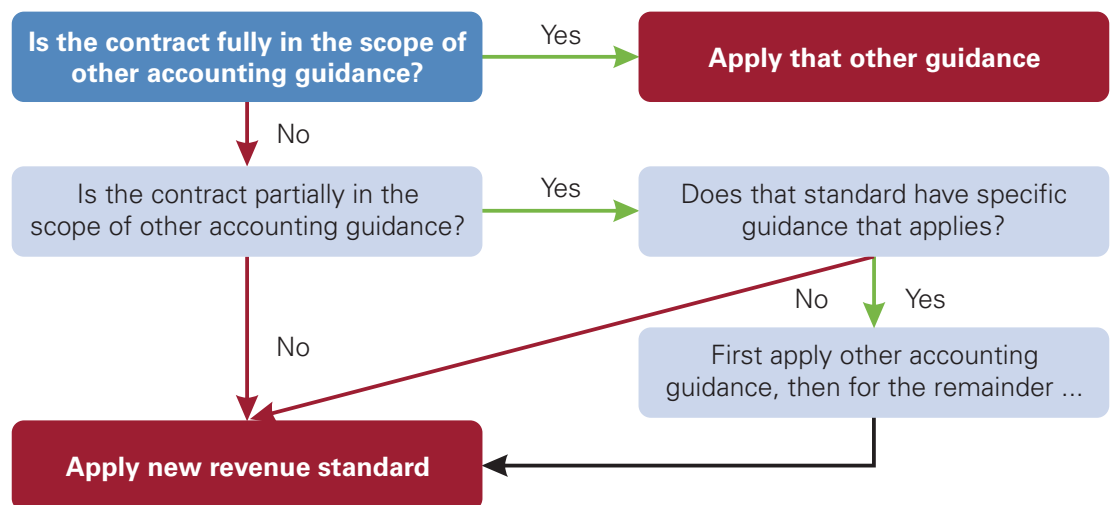 Is the contract fully in the scope of
other accounting guidance?
Yes
Apply that other guidance
No
Is the contract partially in the
scope of other accounting guidance?
Yes
Does that standard have specific
guidance that applies?
No
Yes
No
First apply other accounting
guidance, then for the remainder ...
Apply new revenue standard